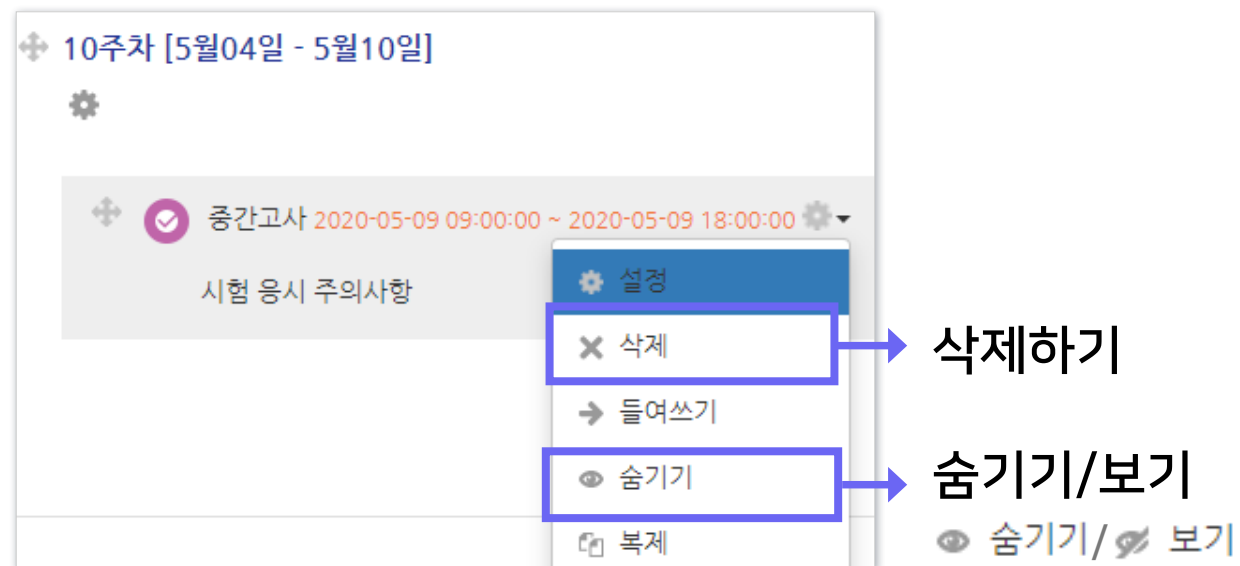 10주차 [5월04일 - 5월10일]
중간고사 2020-05-09 09:00:00 ~ 2020-05-09 18:00:00
시험 응시 주의사항
설정
삭제
삭제하기
들여쓰기
숨기기
숨기기/보기
복제
숨기기/ 보기